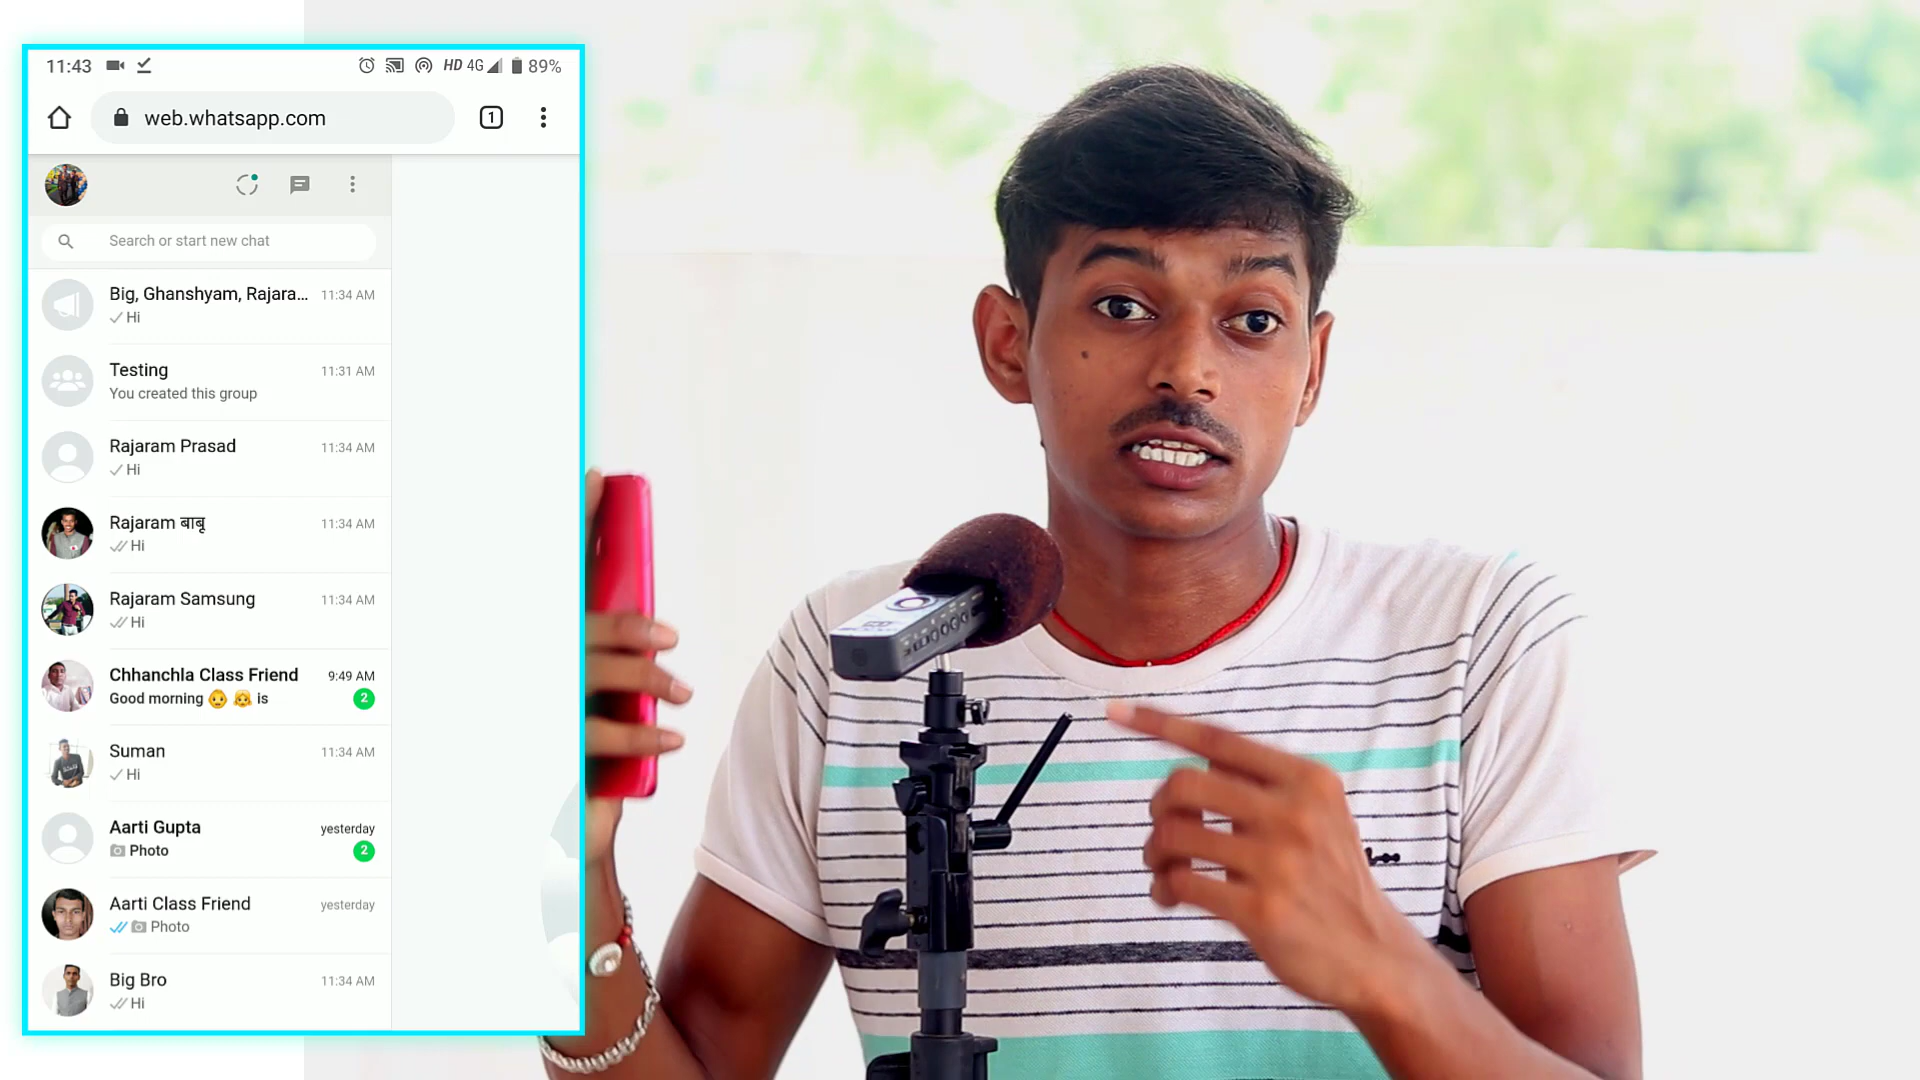 11:43 HD 4G 89%
web.whatsapp.com 1
Search or start new chat
Big, Ghanshyam, Rajara... 11:34 AM
Hi
Testing 11:31 AM
You created this group
Rajaram Prasad 11:34 AM
Hi
Rajaram बाबू 11:34 AM
Hi
Rajaram Samsung 11:34 AM
Hi
Chhanchla Class Friend 9:49 AM
Good morning 👴 👧 is 2
Suman 11:34 AM
Hi
Aarti Gupta yesterday
Photo 2
Aarti Class Friend yesterday
Photo
Big Bro 11:34 AM
Hi